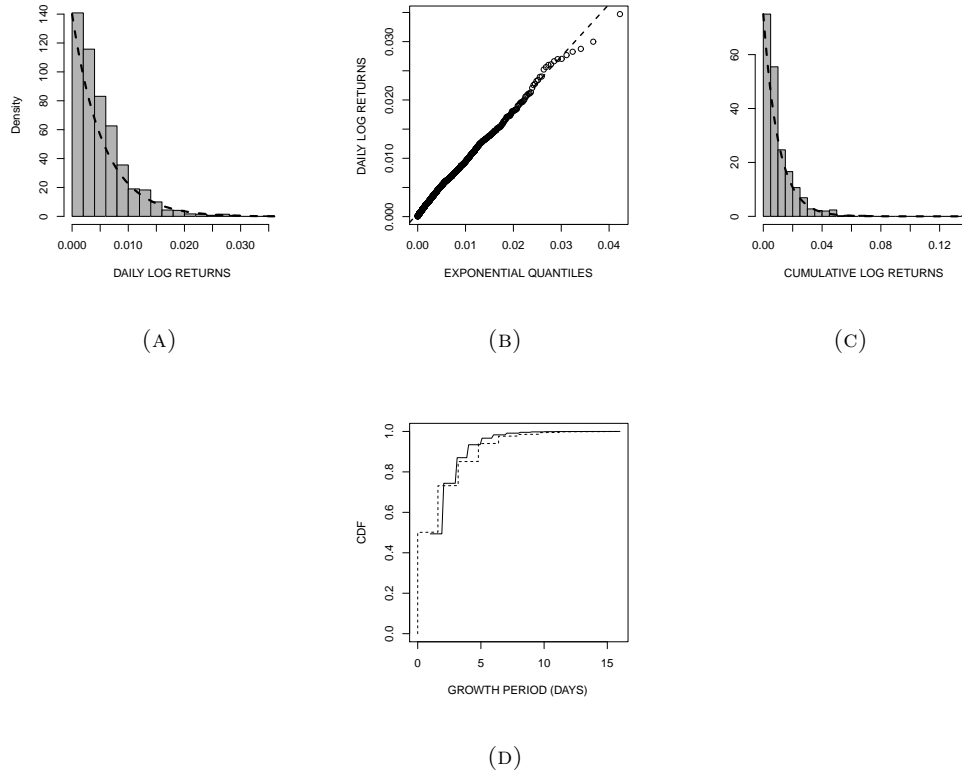 Density
0 20 40 60 80 100 120 140
0.000 0.010 0.020 0.030
DAILY LOG RETURNS
(A)
DAILY LOG RETURNS
0.000 0.010 0.020 0.030
0.00 0.01 0.02 0.03 0.04
EXPONENTIAL QUANTILES
(B)
0 20 40 60
0.00 0.04 0.08 0.12
CUMULATIVE LOG RETURNS
(C)
CDF
0.0 0.2 0.4 0.6 0.8 1.0
0 5 10 15
GROWTH PERIOD (DAYS)
(D)